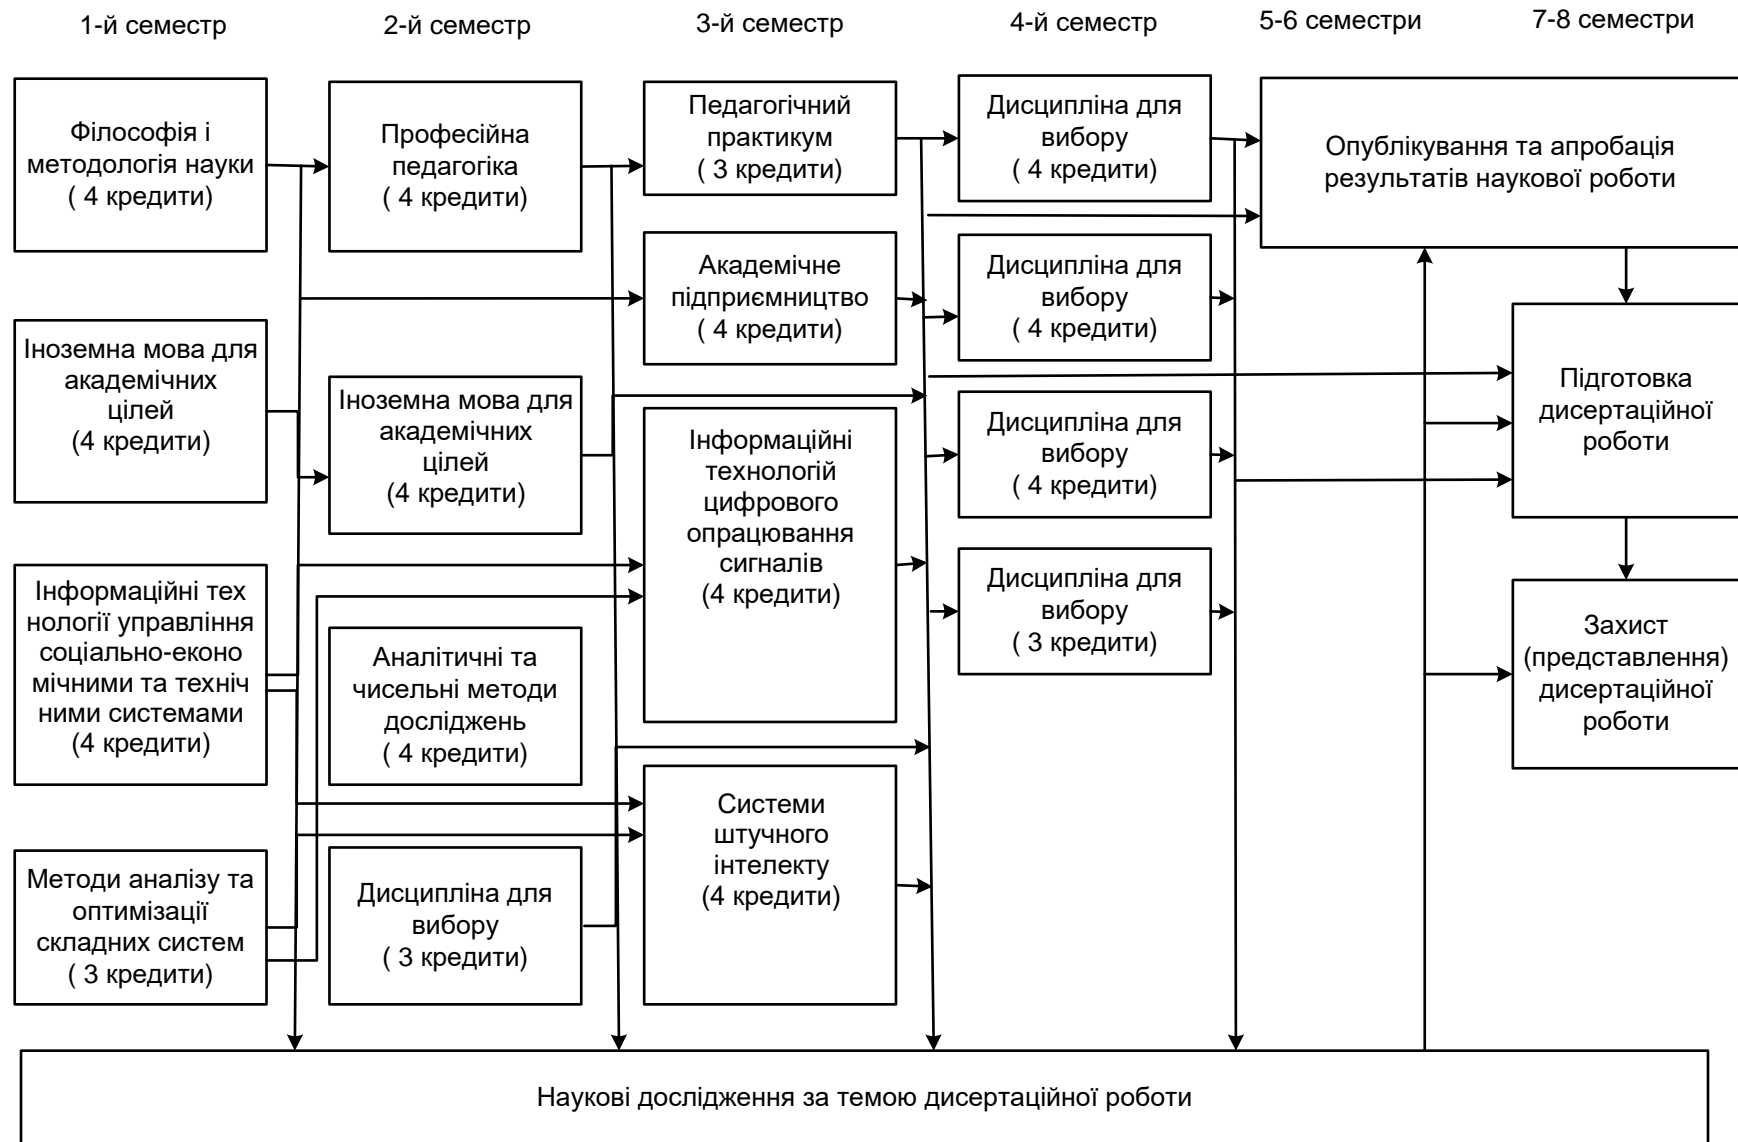 1-й семестр
2-й семестр
3-й семестр
4-й семестр
5-6 семестри
7-8 семестри
Філософія і
методологія науки
( 4 кредити)
Іноземна мова для
академічних
цілей
(4 кредити)
Інформаційні тех
нології управління
соціально-еконо
мічними та техніч
ними системами
(4 кредити)
Методи аналізу та
оптимізації
складних систем
( 3 кредити)
Професійна
педагогіка
( 4 кредити)
Іноземна мова для
академічних
цілей
(4 кредити)
Аналітичні та
чисельні методи
досліджень
( 4 кредити)
Дисципліна для
вибору
( 3 кредити)
Педагогічний
практикум
( 3 кредити)
Академічне
підприємництво
( 4 кредити)
Інформаційні
технологій
цифрового
опрацювання
сигналів
(4 кредити)
Системи
штучного
інтелекту
(4 кредити)
Дисципліна для
вибору
( 4 кредити)
Дисципліна для
вибору
( 4 кредити)
Дисципліна для
вибору
( 4 кредити)
Дисципліна для
вибору
( 3 кредити)
Опублікування та апробація
результатів наукової роботи
Підготовка
дисертаційної
роботи
Захист
(представлення)
дисертаційної
роботи
Наукові дослідження за темою дисертаційної роботи